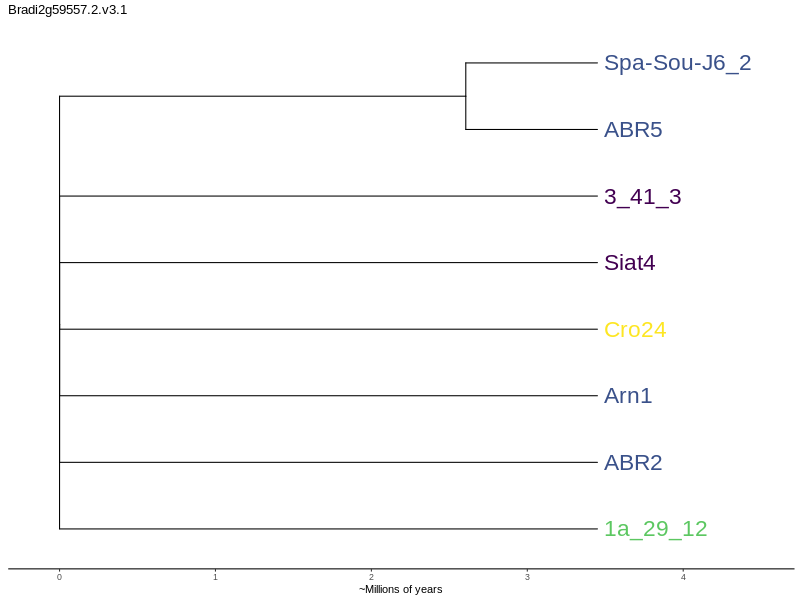 Bradi2g59557.2.v3.1
Spa-Sou-J6_2
ABR5
3_41_3
Siat4
Cro24
Arn1
ABR2
1a_29_12
0 1 2 3 4
~Millions of years